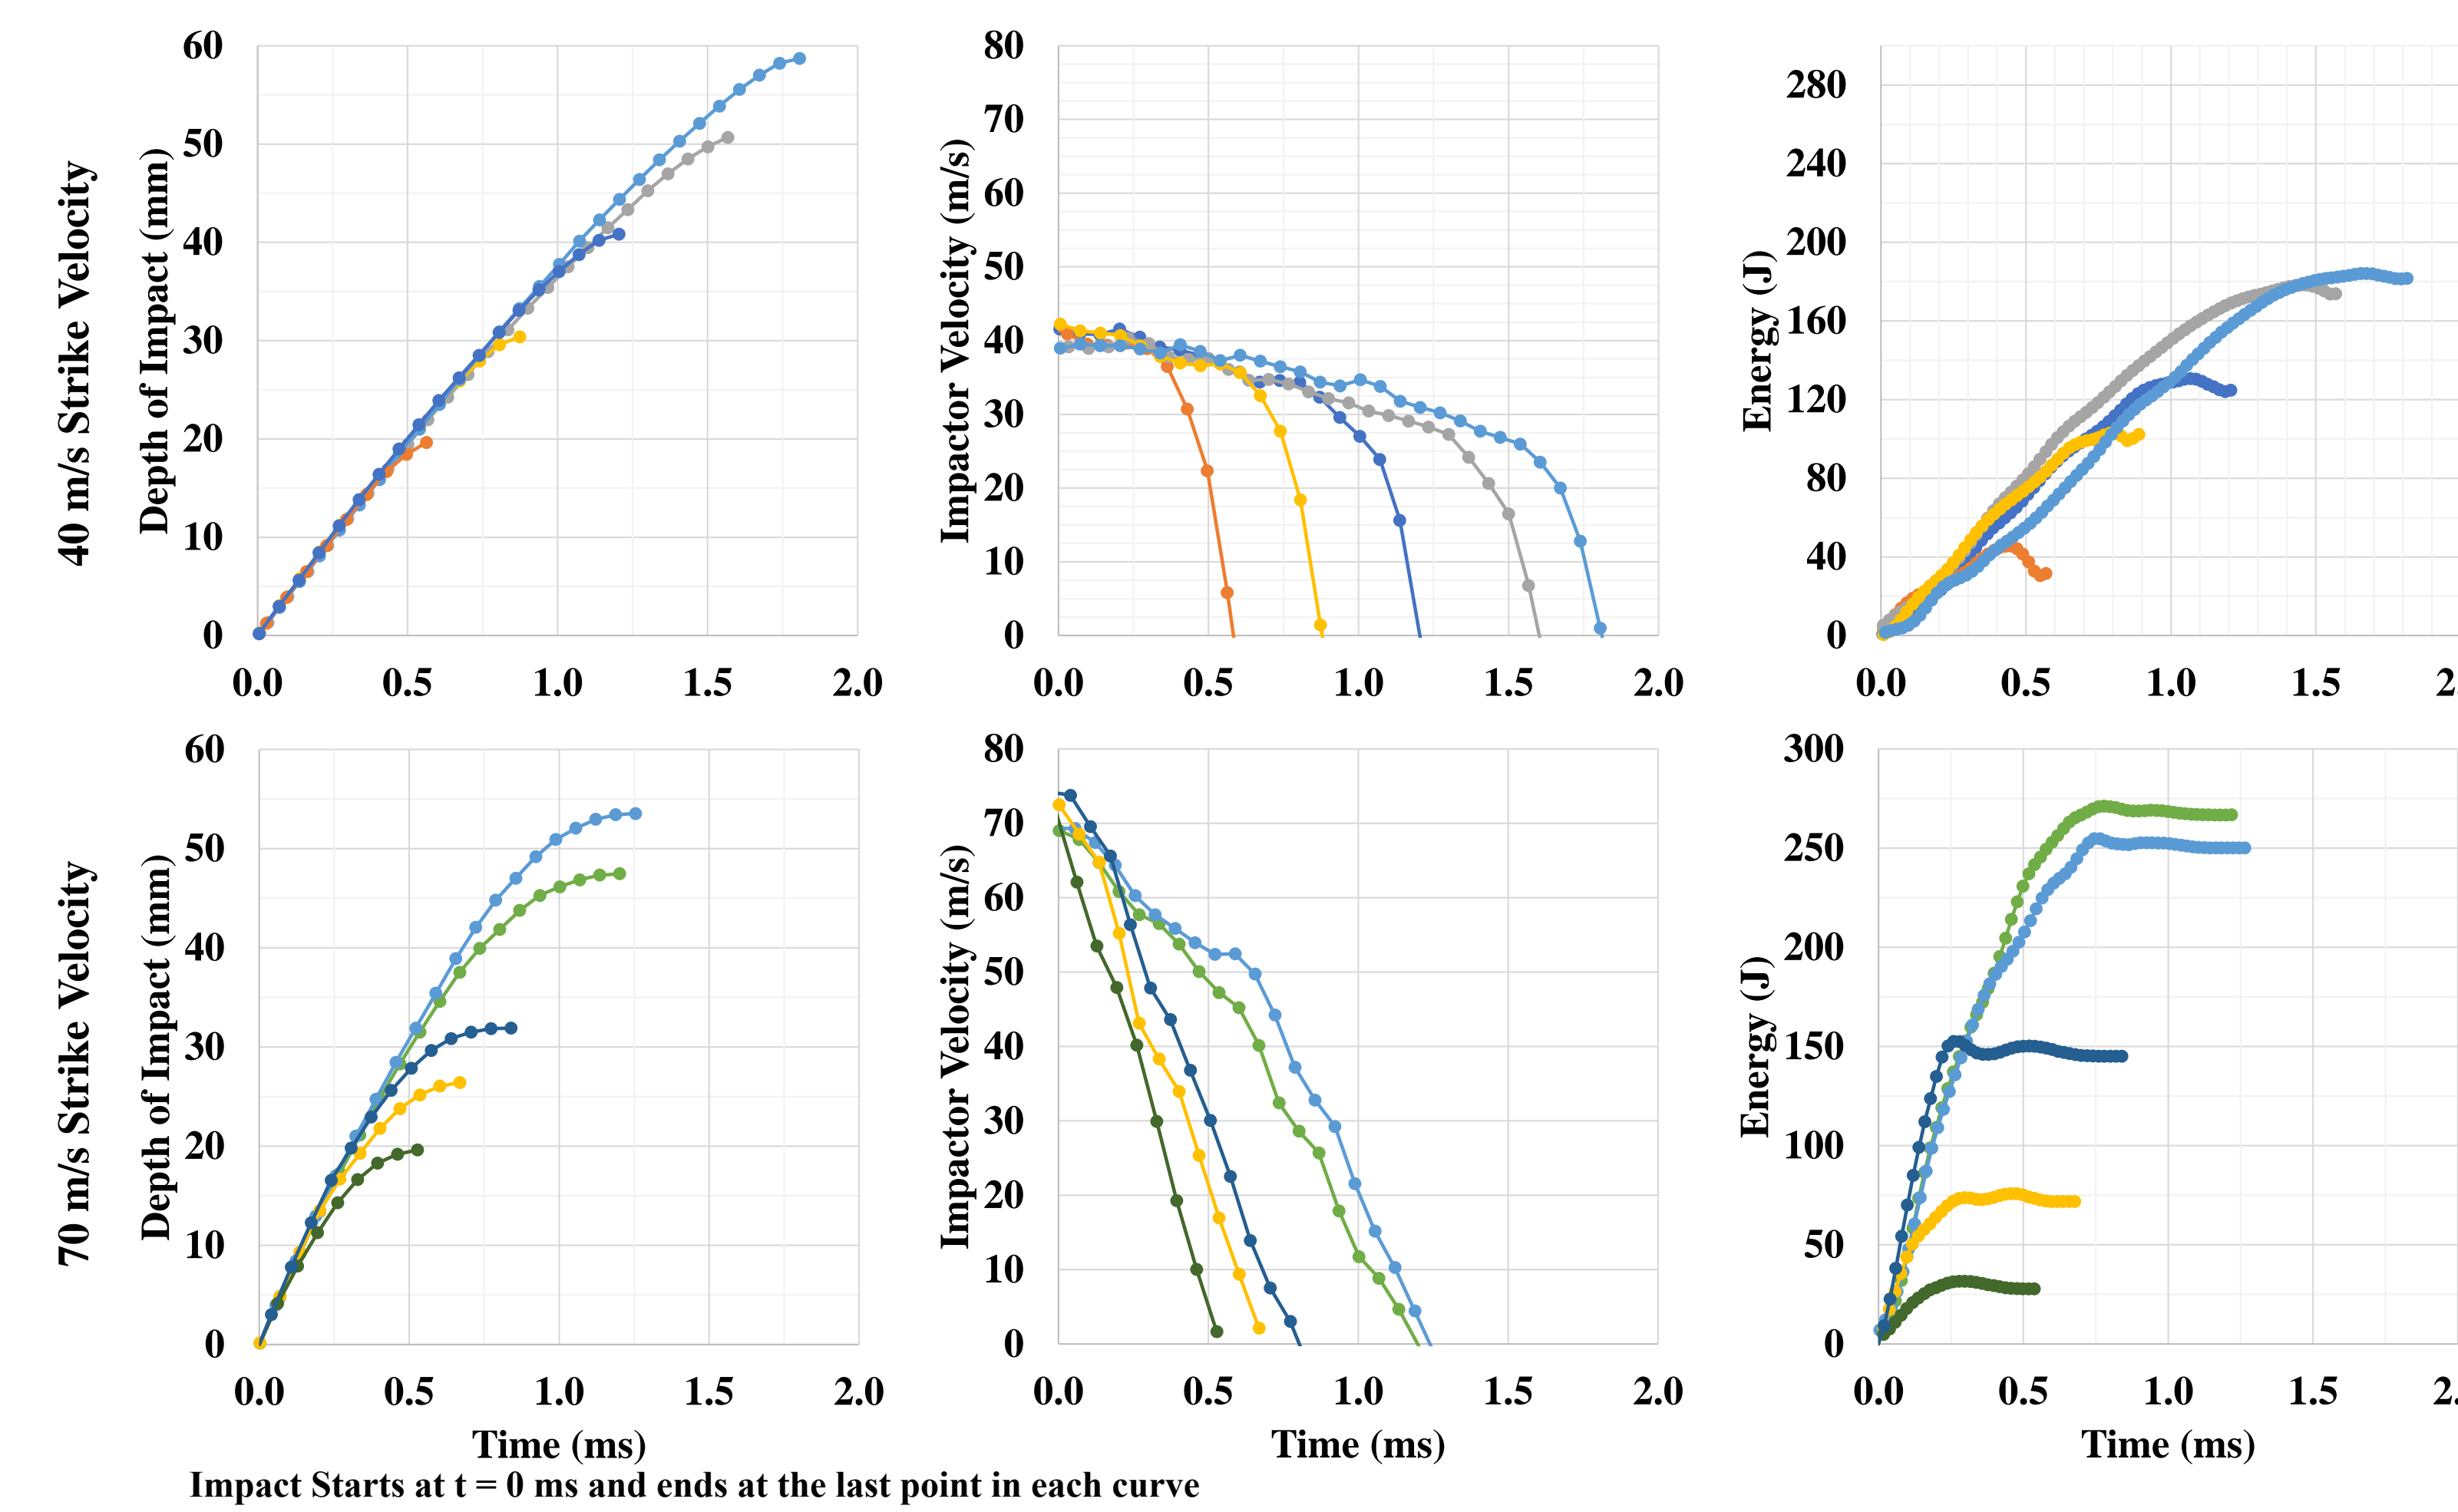 40 m/s Strike Velocity
Depth of Impact (mm)
60
50
40
30
20
10
0
0.0 0.5 1.0 1.5 2.0
Impactor Velocity (m/s)
80
70
60
50
40
30
20
10
0
0.0 0.5 1.0 1.5 2.0
Energy (J)
280
240
200
160
120
80
40
0
0.0 0.5 1.0 1.5 2.
70 m/s Strike Velocity
Depth of Impact (mm)
60
50
40
30
20
10
0
0.0 0.5 1.0 1.5 2.0
Time (ms)
Impactor Velocity (m/s)
80
70
60
50
40
30
20
10
0
0.0 0.5 1.0 1.5 2.0
Time (ms)
Energy (J)
300
250
200
150
100
50
0
0.0 0.5 1.0 1.5 2.
Time (ms)
Impact Starts at t = 0 ms and ends at the last point in each curve